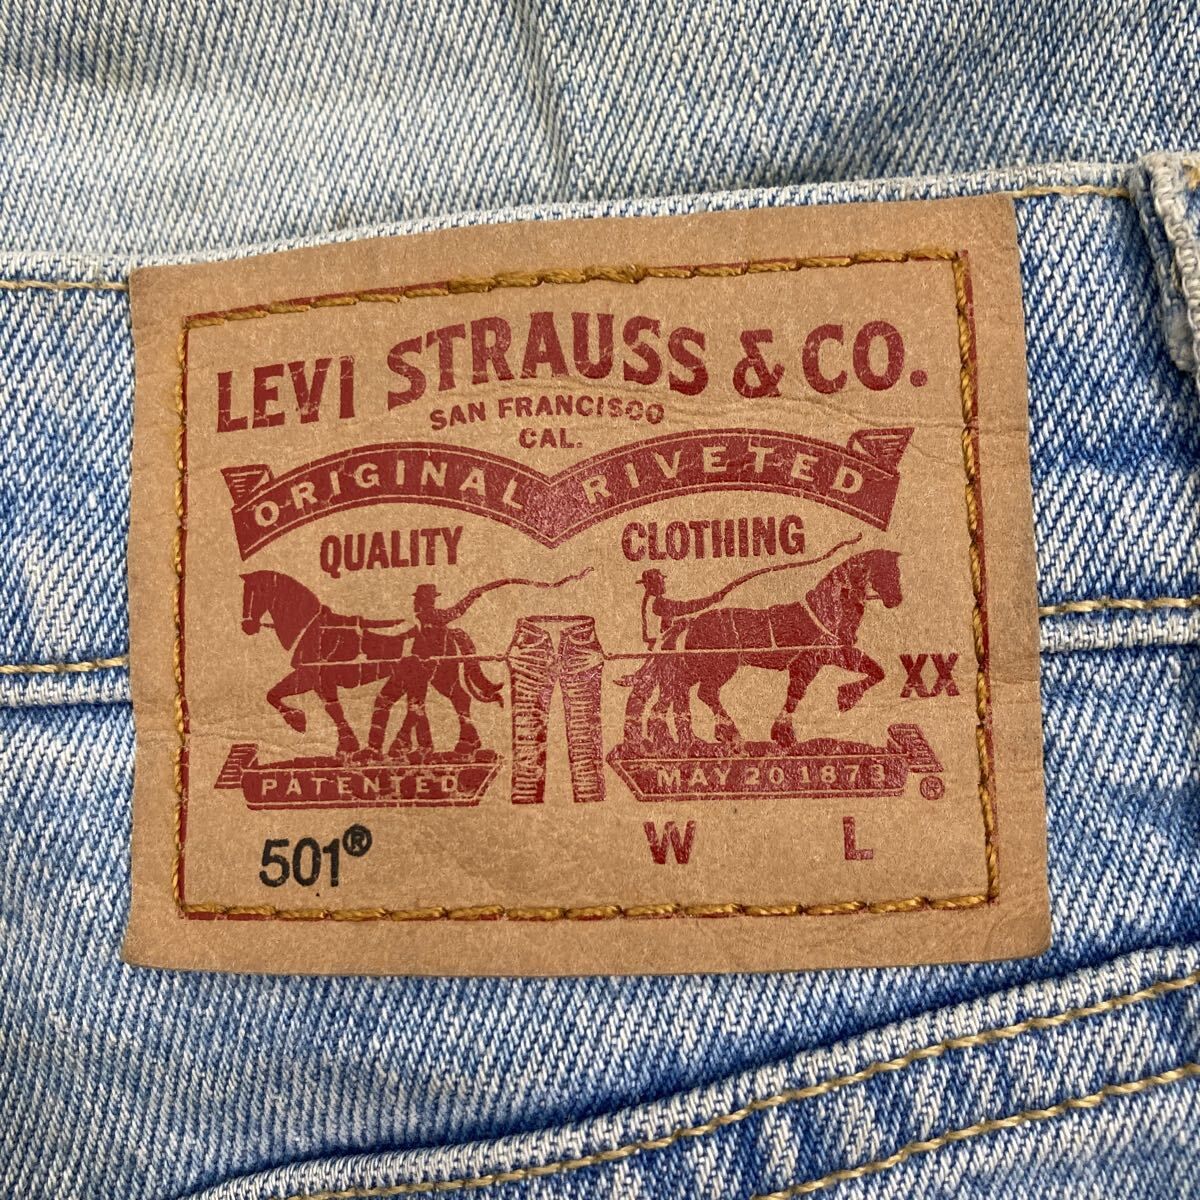 LEVI STRAUSS & CO.
SAN FRANCISCO
CAL.
ORIGINAL RIVETED
QUALITY CLOTHING
XX
PATENTED MAY 20 1873 ®
501® W L